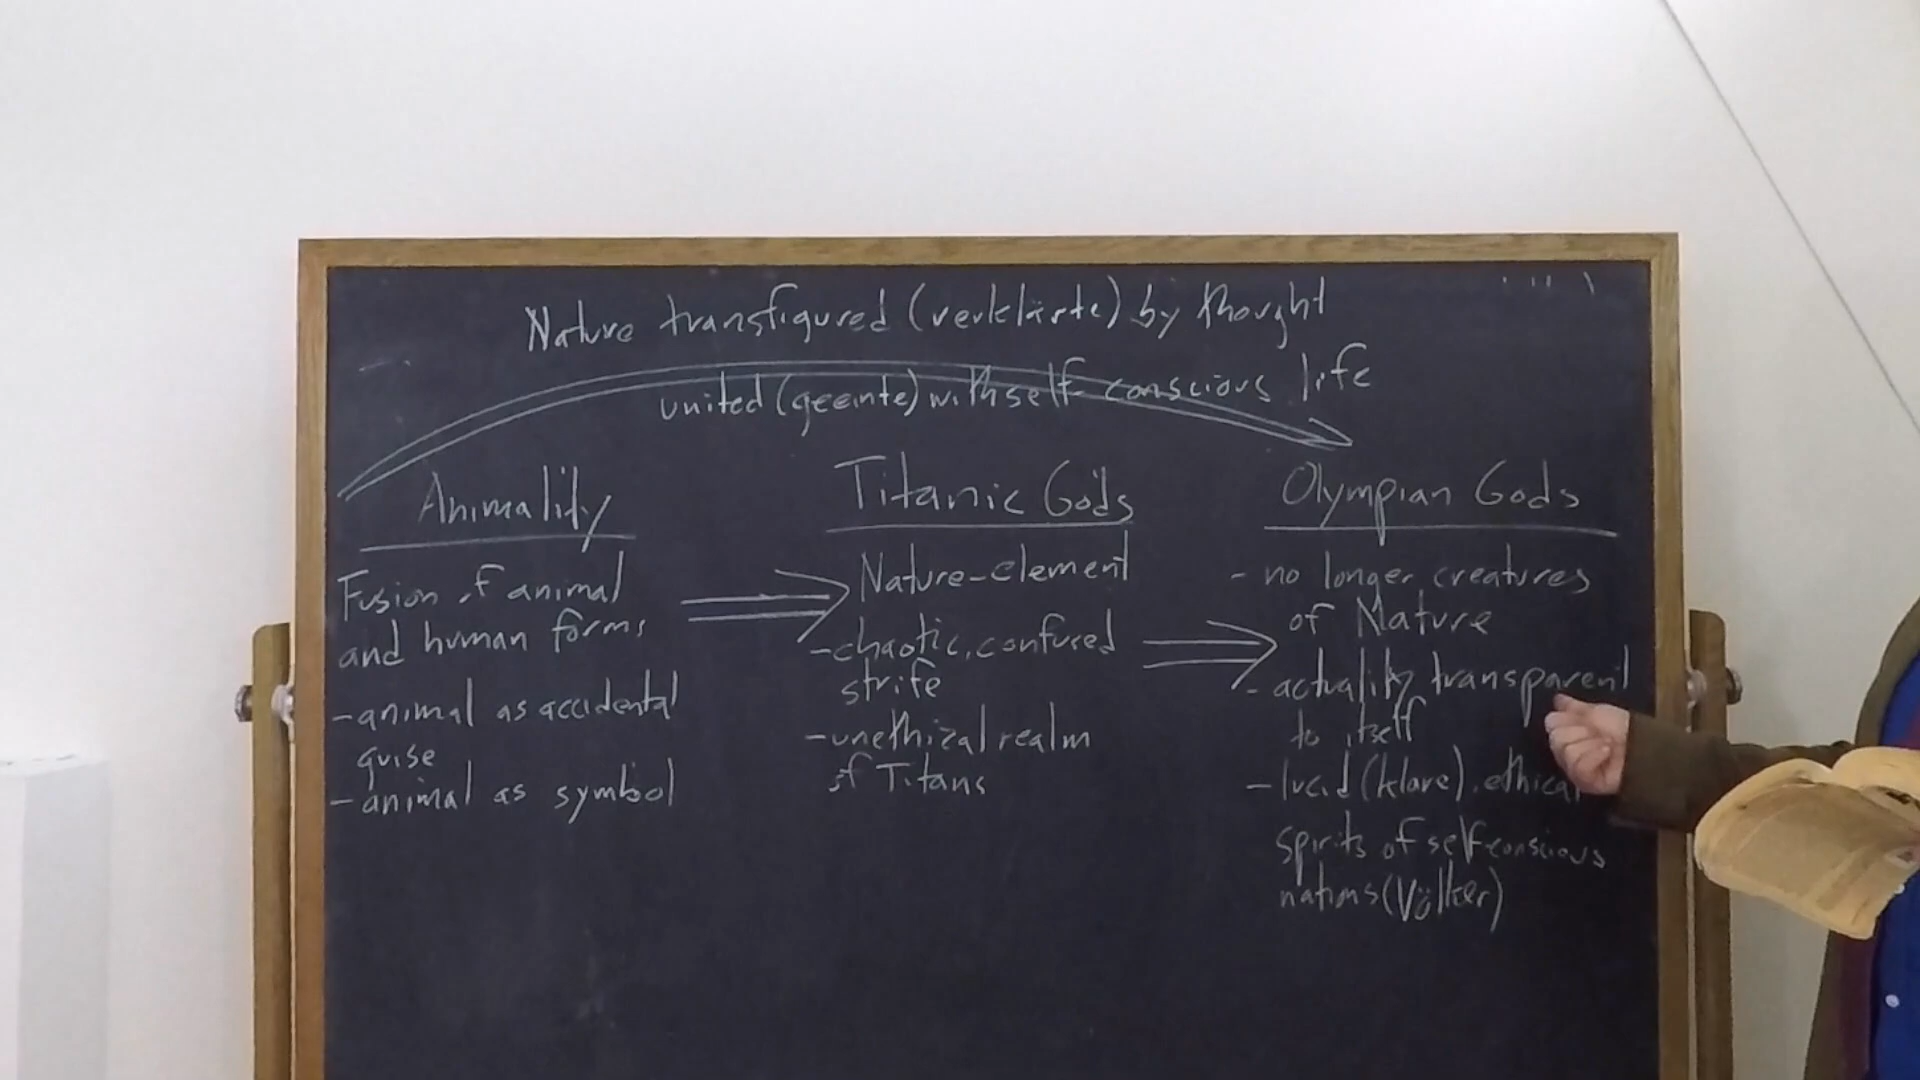 Nature transfigured (verklärte) by thought
united (geeinte) with self-conscious life
Animality
Fusion of animal
and human forms
- animal as accidental
guise
- animal as symbol
Titanic Gods
Nature-element
- chaotic, confused
strife
- unethical realm
of Titans
Olympian Gods
- no longer creatures
of Nature
- actuality transparent
to itself
- lucid (klare), ethical
spirits of self-conscious
nations (Völker)